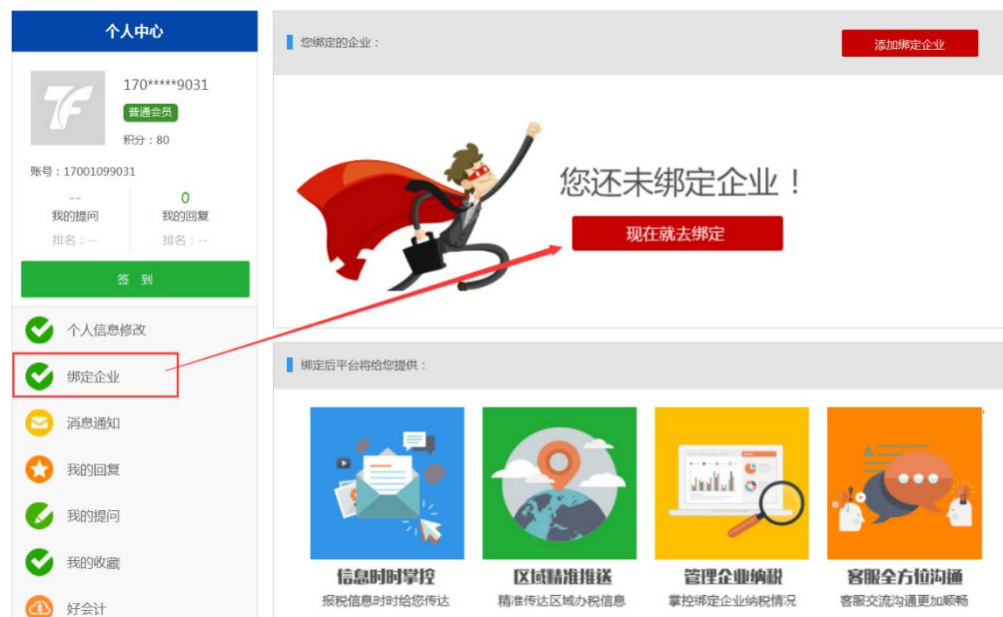 个人中心
170*****9031
普通会员
积分：80
账号：17001099031
-- 0
我的提问 我的回复
排名：-- 排名：--
签 到
个人信息修改
绑定企业
消息通知
我的回复
我的提问
我的收藏
好会计
您绑定的企业：
添加绑定企业
您还未绑定企业！
现在就去绑定
绑定后平台将给您提供：
信息时时掌控
报税信息时时给您传达
区域精准推送
精准传达区域办税信息
管理企业纳税
掌控绑定企业纳税情况
客服全方位沟通
客服交流沟通更加顺畅